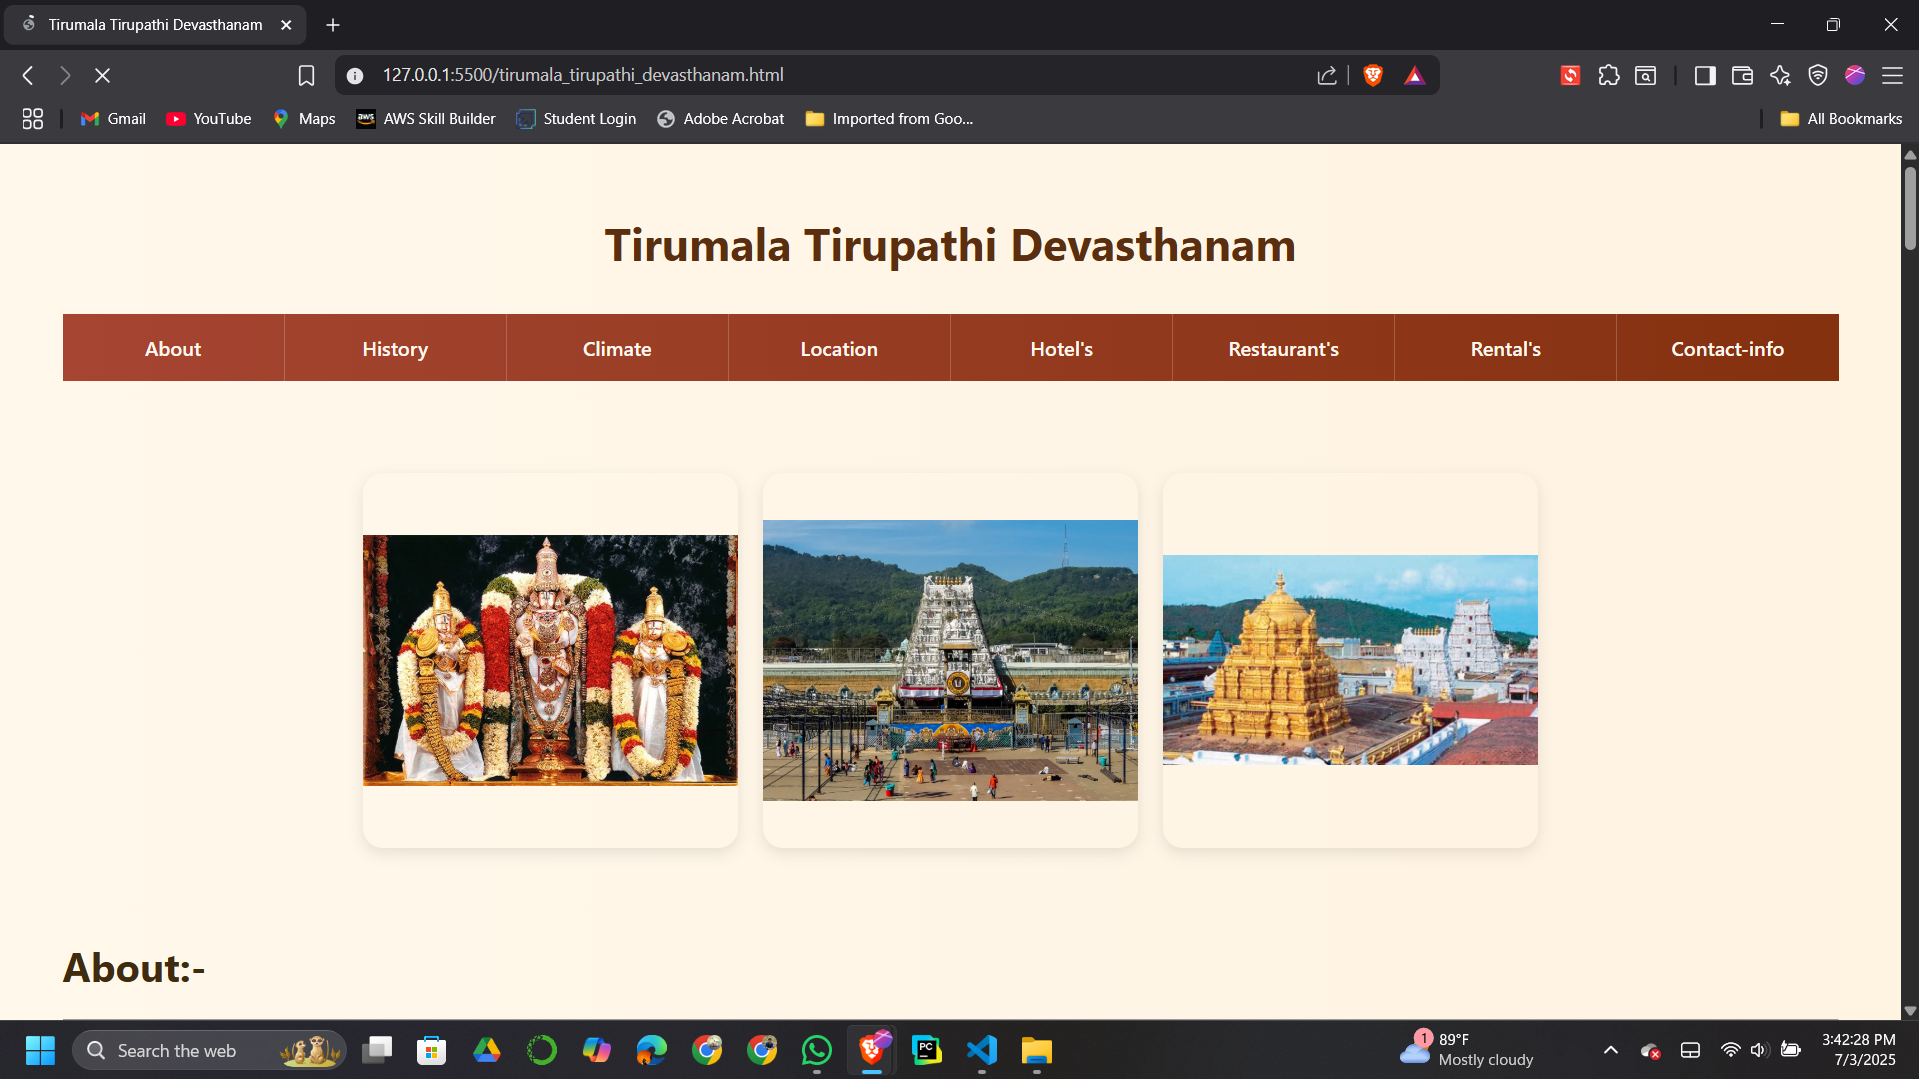 Tirumala Tirupathi Devasthanam
127.0.0.1:5500/tirumala_tirupathi_devasthanam.html
Gmail YouTube Maps aws AWS Skill Builder Student Login Adobe Acrobat Imported from Goo... All Bookmarks
Tirumala Tirupathi Devasthanam
About History Climate Location Hotel's Restaurant's Rental's Contact-info
About:-
Search the web
PC
1
89°F
Mostly cloudy
3:42:28 PM
7/3/2025